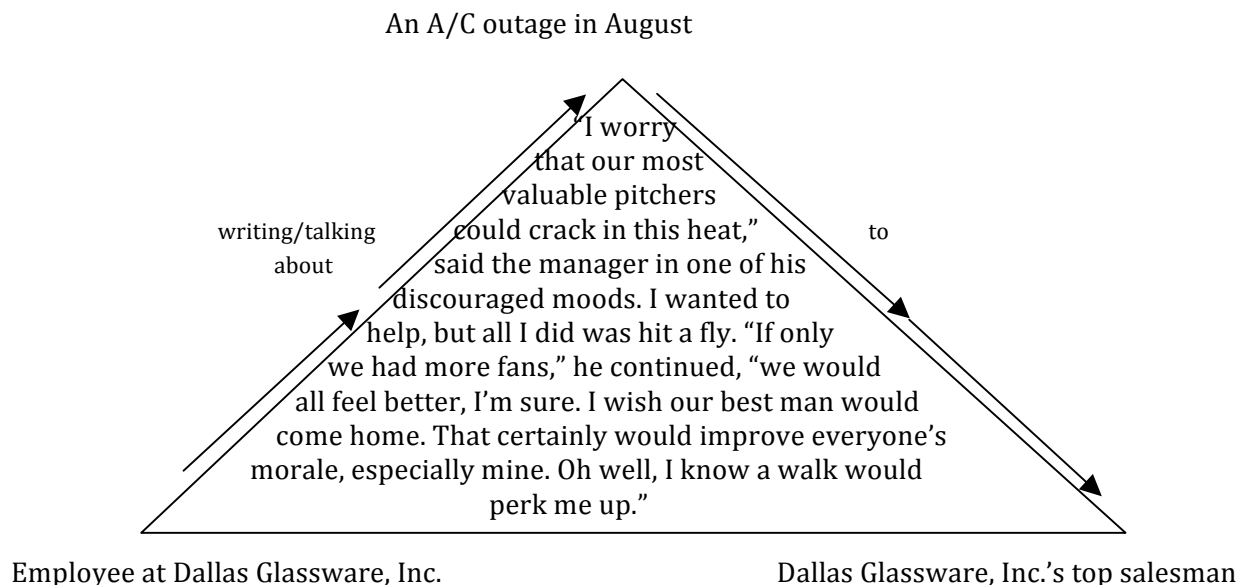 An A/C outage in August
“I worry
that our most
valuable pitchers
writing/talking
about
could crack in this heat,”
to
said the manager in one of his
discouraged moods. I wanted to
help, but all I did was hit a fly. “If only
we had more fans,” he continued, “we would
all feel better, I’m sure. I wish our best man would
come home. That certainly would improve everyone’s
morale, especially mine. Oh well, I know a walk would
perk me up.”
Employee at Dallas Glassware, Inc.
Dallas Glassware, Inc.’s top salesman